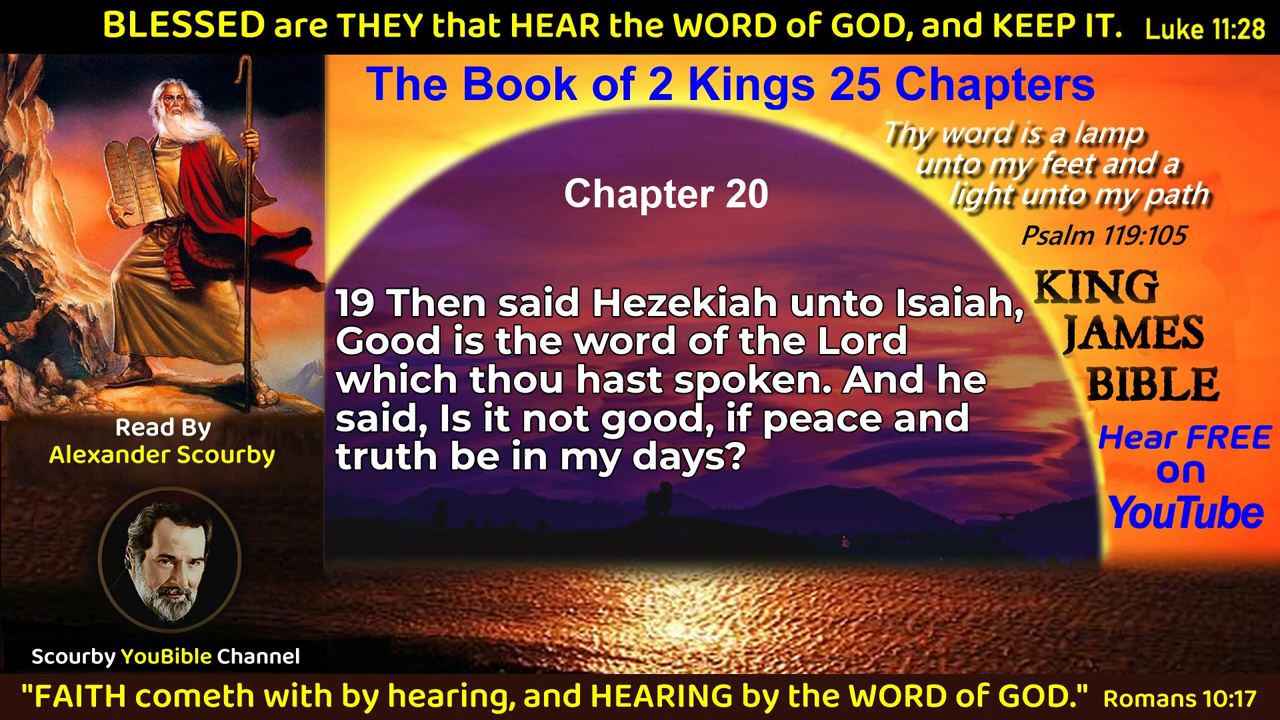 BLESSED are THEY that HEAR the WORD of GOD, and KEEP IT. Luke 11:28
The Book of 2 Kings 25 Chapters
Thy word is a lamp
unto my feet and a
light unto my path
Psalm 119:105
Chapter 20
19 Then said Hezekiah unto Isaiah,
Good is the word of the Lord
which thou hast spoken. And he
said, Is it not good, if peace and
truth be in my days?
KING
JAMES
BIBLE
Hear FREE
on
YouTube
Read By
Alexander Scourby
Scourby YouBible Channel
"FAITH cometh with by hearing, and HEARING by the WORD of GOD." Romans 10:17